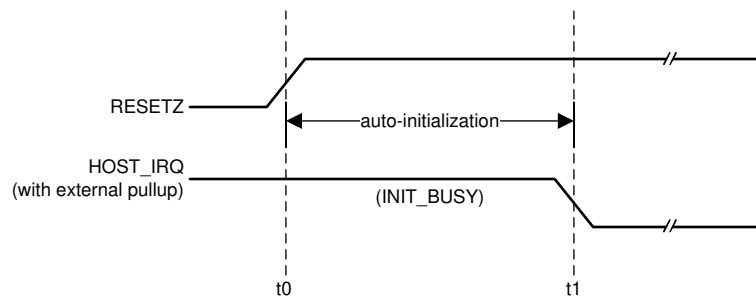 RESETZ
auto-initialization
HOST_IRQ
(with external pullup)
(INIT_BUSY)
t0
t1